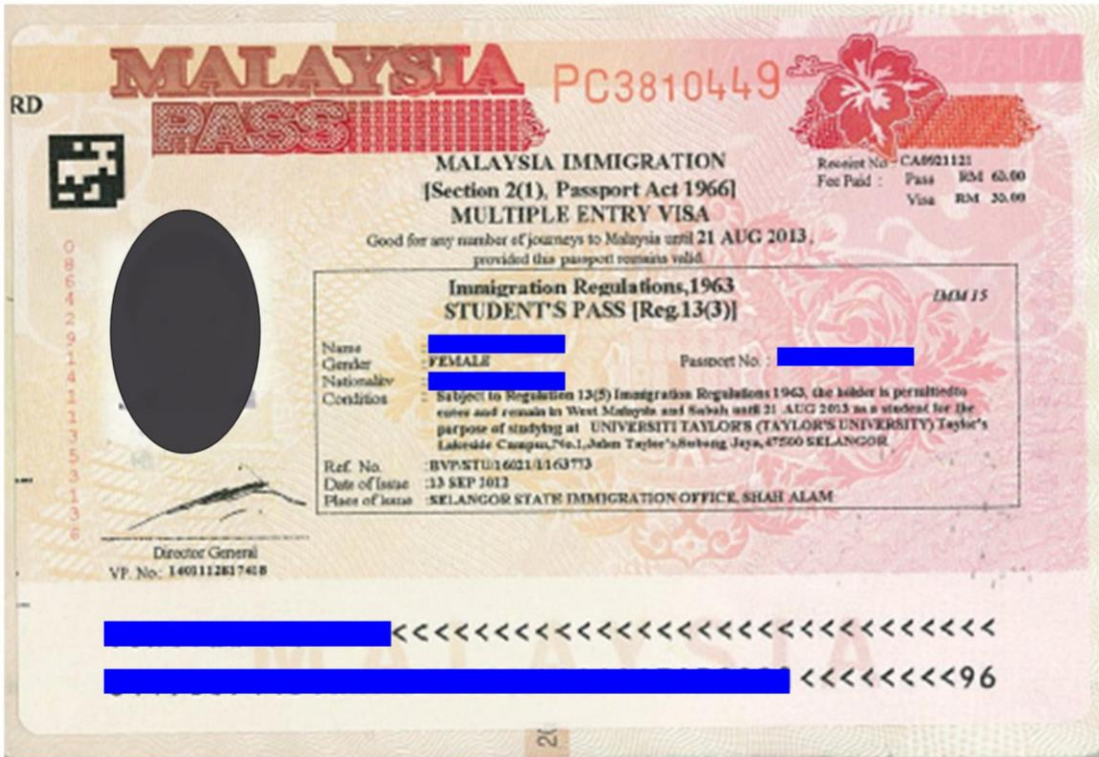 RD
MALAYSIA
PASS
PC3810449
MALAYSIA IMMIGRATION
[Section 2(1), Passport Act 1966]
MULTIPLE ENTRY VISA
Good for any number of journeys to Malaysia until 21 AUG 2013,
provided this passport remains valid.
Receipt No : CA0921121
Fee Paid : Pass RM 60.00
Visa RM
Immigration Regulations,1963
STUDENT'S PASS [Reg.13(3)]
IMM 15
Name :
Gender : FEMALE
Passport No. :
Nationality :
Condition : Subject to Regulation 13(5) Immigration Regulations 1963, the holder is permitted to
enter and remain in West Malaysia and Sabah until 21 AUG 2013 as a student for the
purpose of studying at UNIVERSITI TAYLOR'S (TAYLOR'S UNIVERSITY) Taylor's
Lakeside Campus,No.1,Jalan Taylor's,Subang Jaya,47500 SELANGOR
Ref. No. :BVP/STU/16021/1/163773
Date of Issue :13 SEP 2012
Place of Issue :SELANGOR STATE IMMIGRATION OFFICE, SHAH ALAM
Director General
VP. No.:
086429141135313
MALAYSIA
<<<<<<<<<<<<<<<<<<<<<<<<<<<<<<
<<<<<<<<96